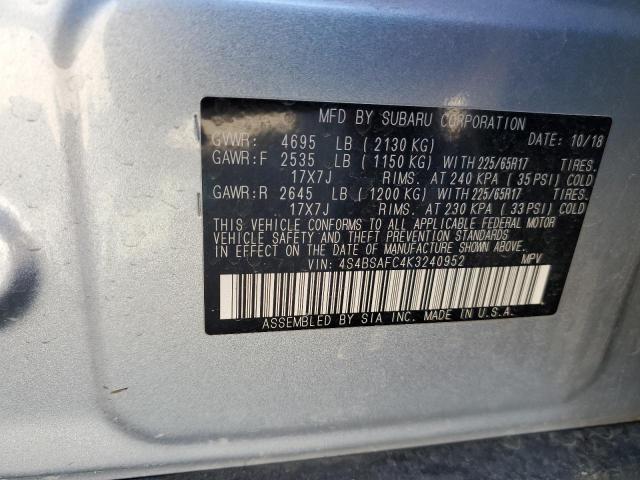 MFD BY SUBARU CORPORATION
GVWR: 4695 LB ( 2130 KG) DATE: 10/18
GAWR:F 2535 LB ( 1150 KG) WITH 225/65R17 TIRES.
17X7J RIMS. AT 240 KPA ( 35 PSI) COLD
GAWR:R 2645 LB ( 1200 KG) WITH 225/65R17 TIRES.
17X7J RIMS. AT 230 KPA ( 33 PSI) COLD
THIS VEHICLE CONFORMS TO ALL APPLICABLE FEDERAL MOTOR
VEHICLE SAFETY AND THEFT PREVENTION STANDARDS IN
EFFECT ON THE DATE OF MANUFACTURE SHOWN ABOVE.
VIN: 4S4BSAFC4K3240952 MPV
ASSEMBLED BY SIA INC. MADE IN U.S.A.